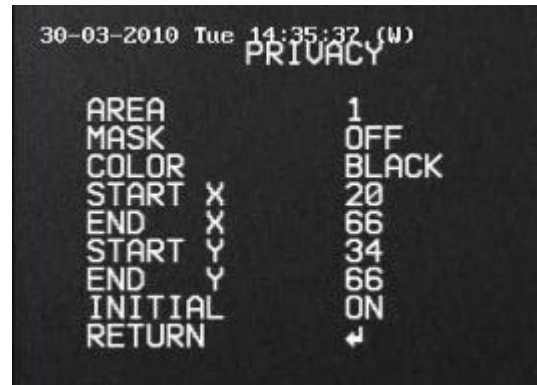 30-03-2010 Tue 14:35:37 (W)
PRIVACY
AREA 1
MASK OFF
COLOR BLACK
START X 20
END X 66
START Y 34
END Y 66
INITIAL ON
RETURN ↵